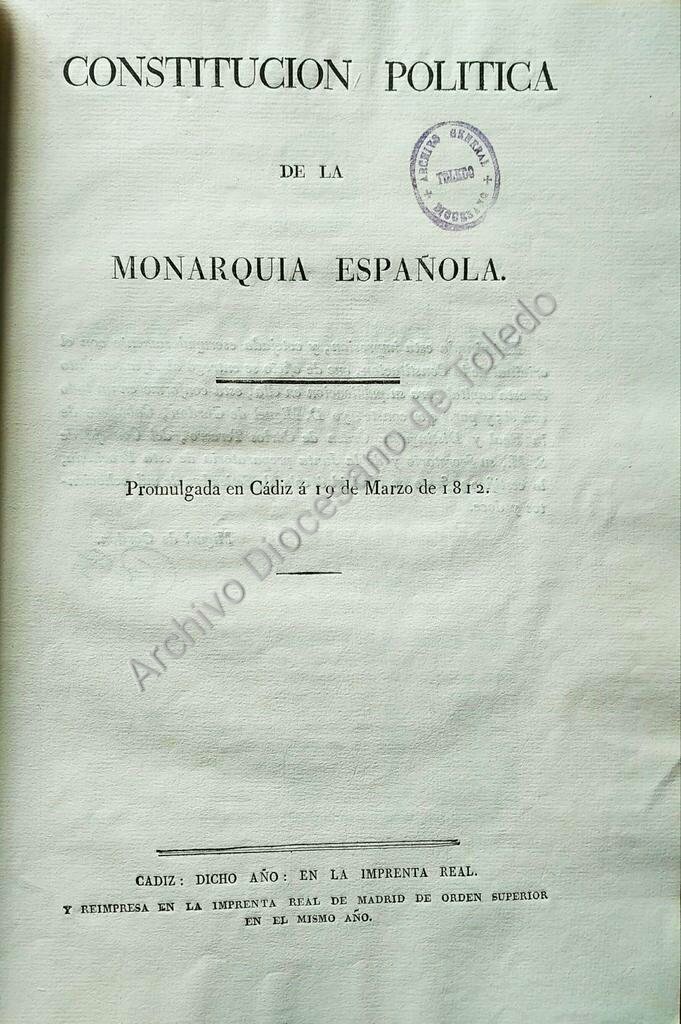 CONSTITUCION POLITICA
DE LA
MONARQUIA ESPAÑOLA.
Promulgada en Cádiz á 19 de Marzo de 1812.
CADIZ: DICHO AÑO: EN LA IMPRENTA REAL.
Y REIMPRESA EN LA IMPRENTA REAL DE MADRID DE ORDEN SUPERIOR
EN EL MISMO AÑO.
ARCHIVO GENERAL
TOLEDO
DIOCESANO
Archivo Diocesano de Toledo